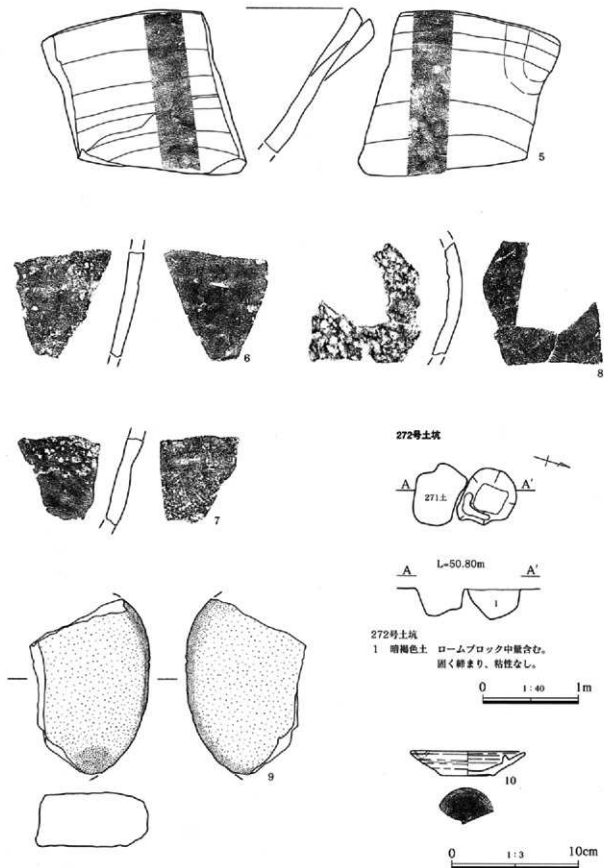 5
6
8
7
272号土坑
A
271土
A'
L=50.80m
A
A'
1
272号土坑
1 暗褐色土 ロームブロック中量含む。
固く締まり、粘性なし。
0 1:40 1m
9
10
0 1:3 10cm